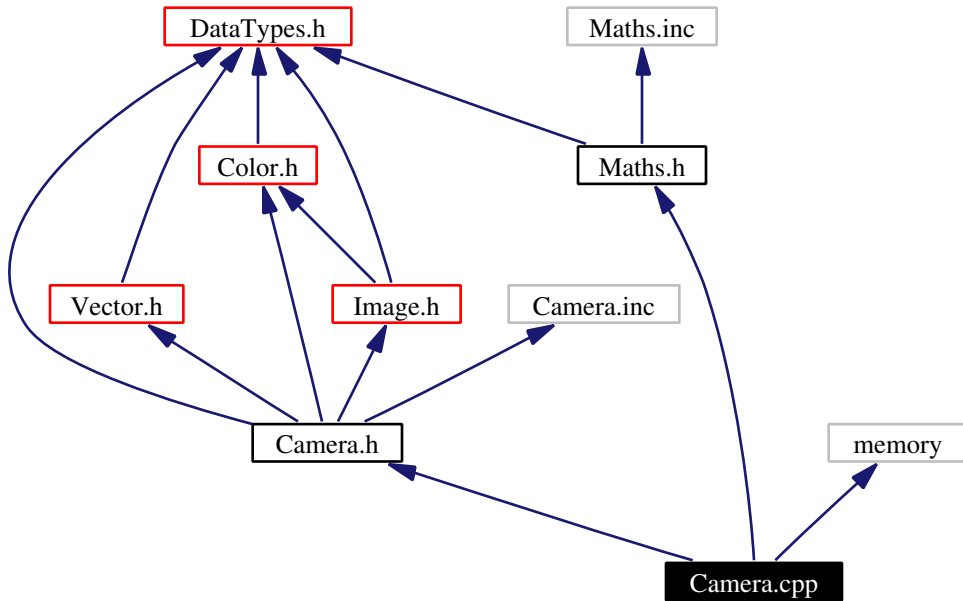 DataTypes.h
Maths.inc
Color.h
Maths.h
Vector.h
Image.h
Camera.inc
Camera.h
memory
Camera.cpp